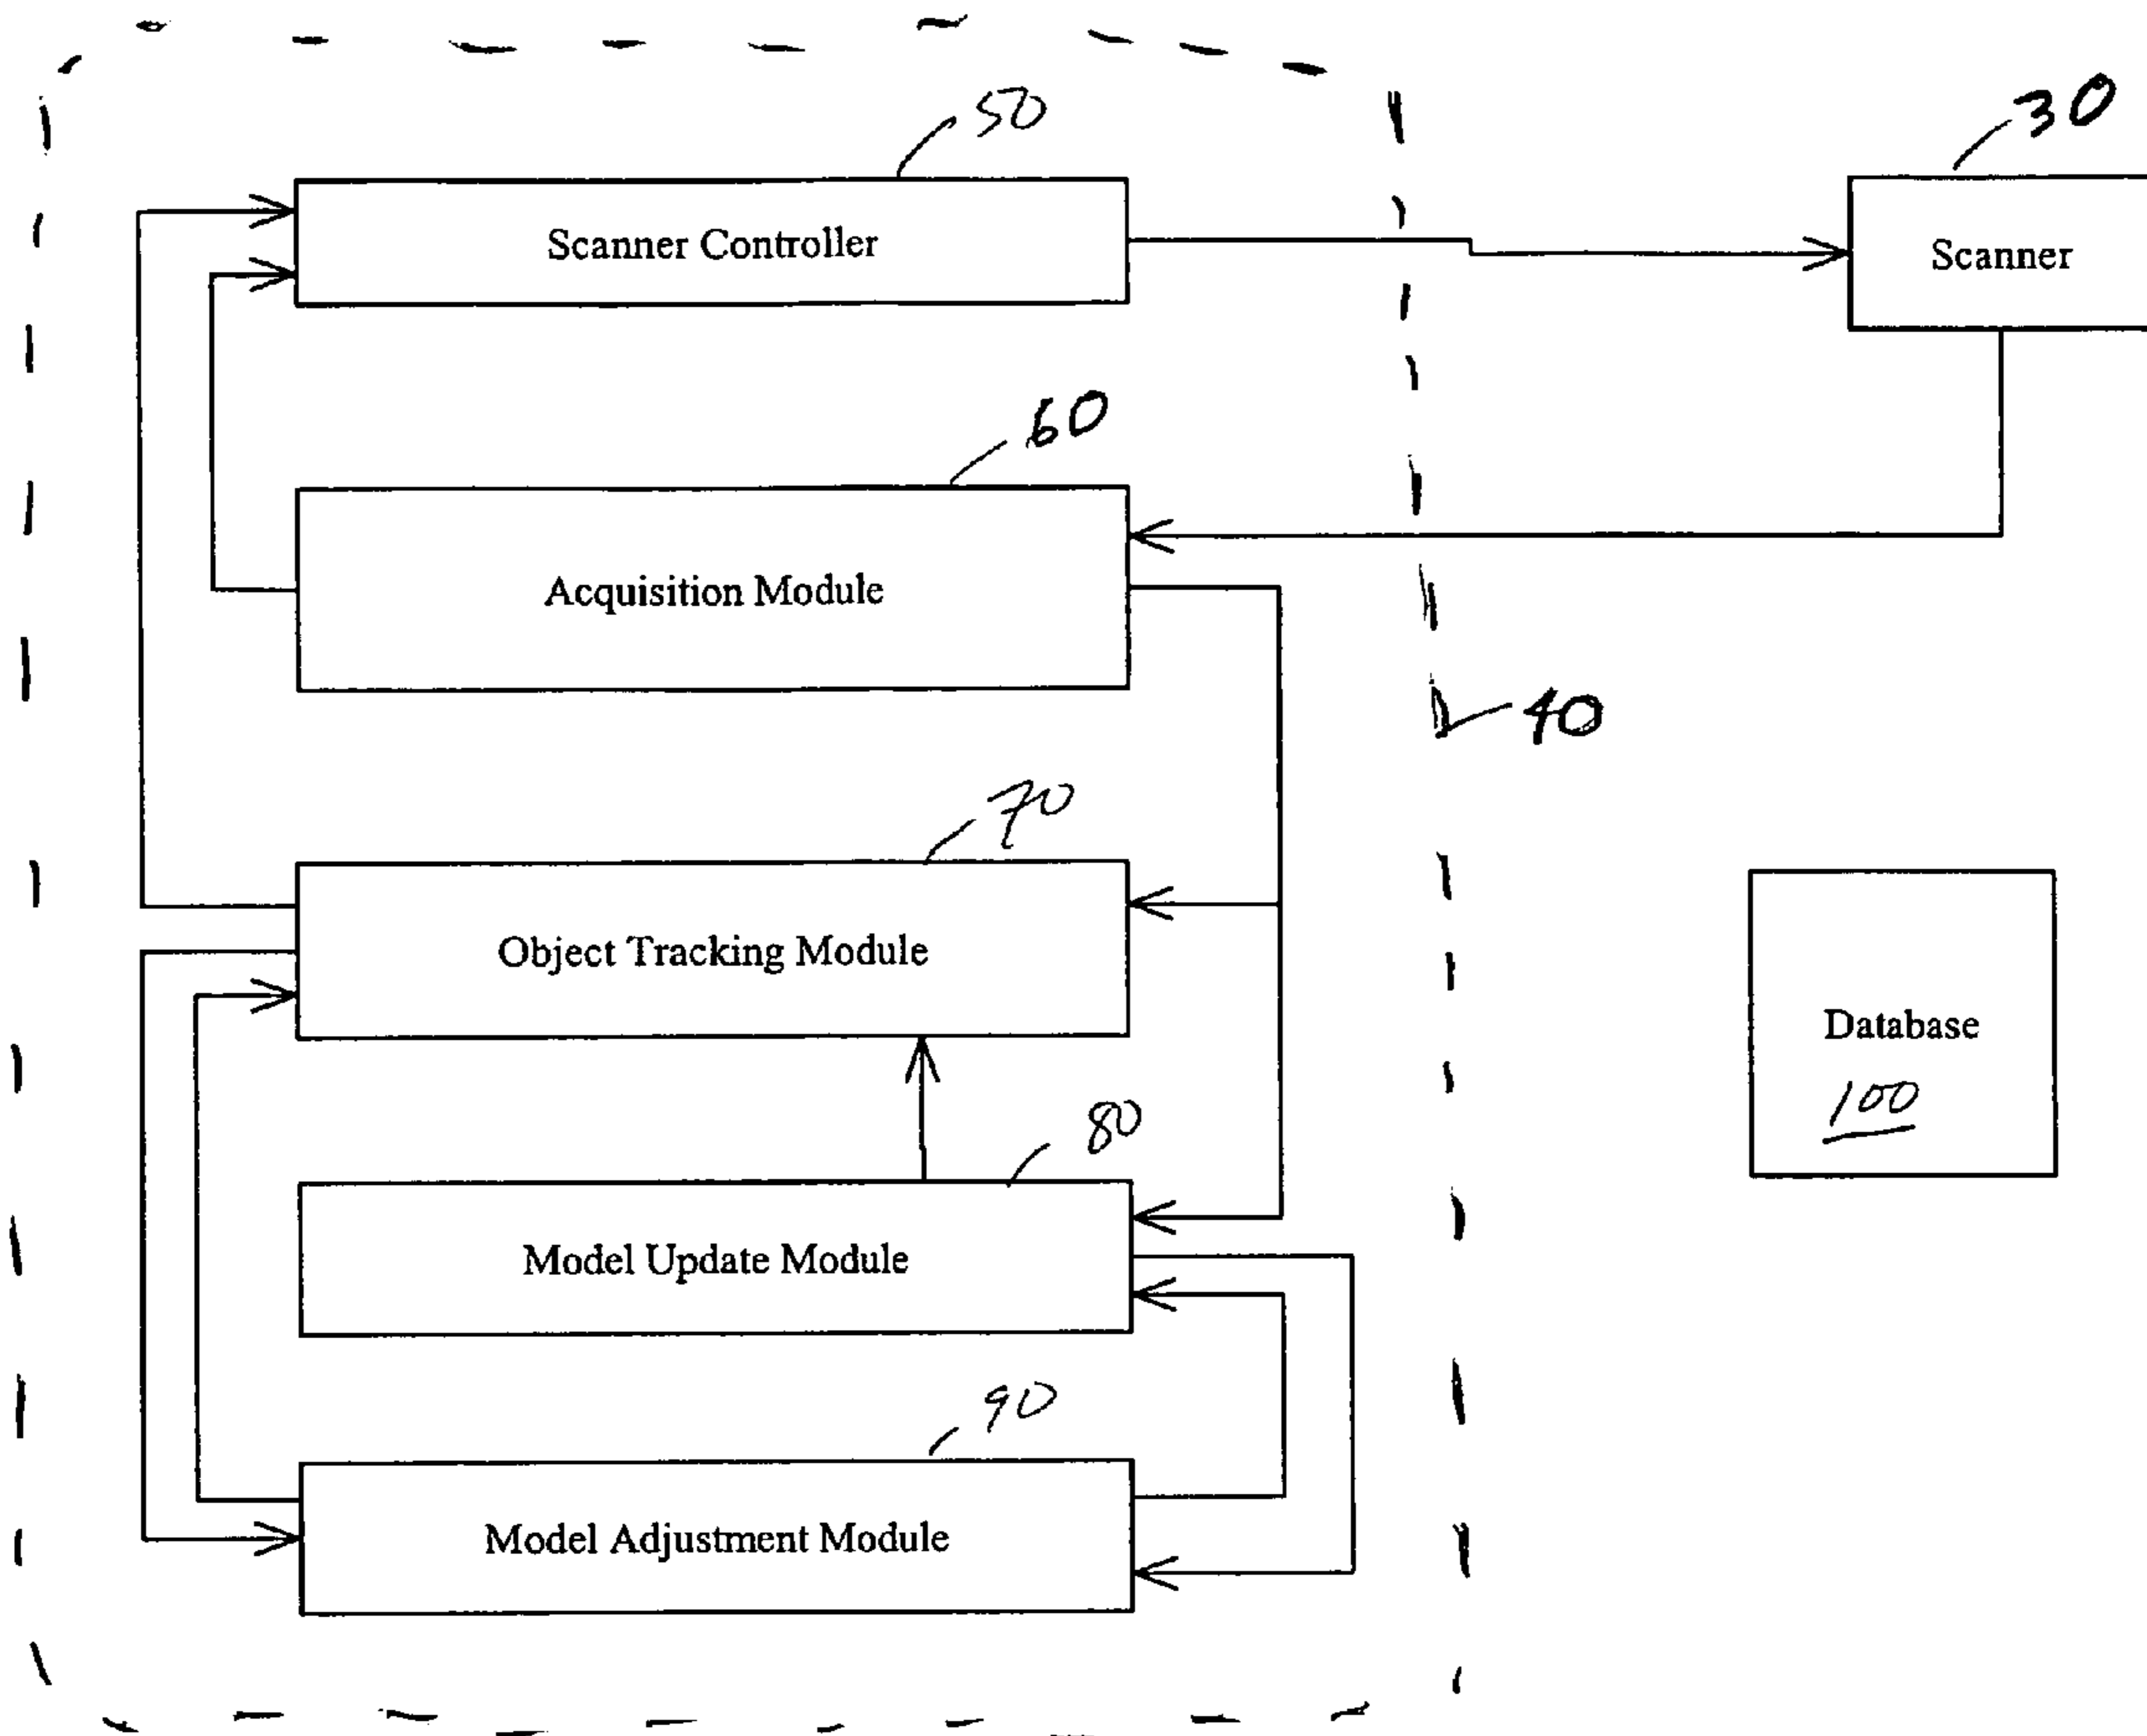 50
30
Scanner Controller
Scanner
60
Acquisition Module
40
70
Object Tracking Module
Database
100
80
Model Update Module
90
Model Adjustment Module